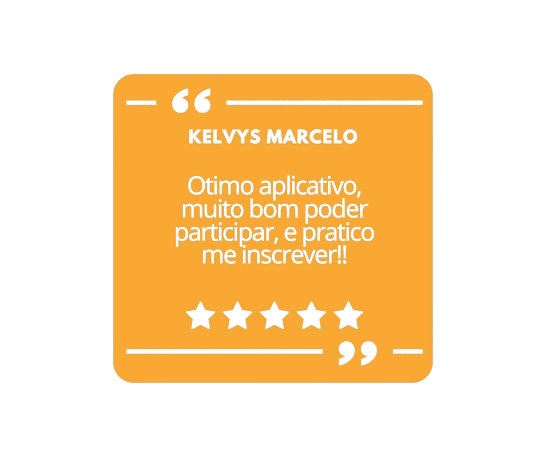 KELVYS MARCELO
Otimo aplicativo,
muito bom poder
participar, e pratico
me inscrever!!